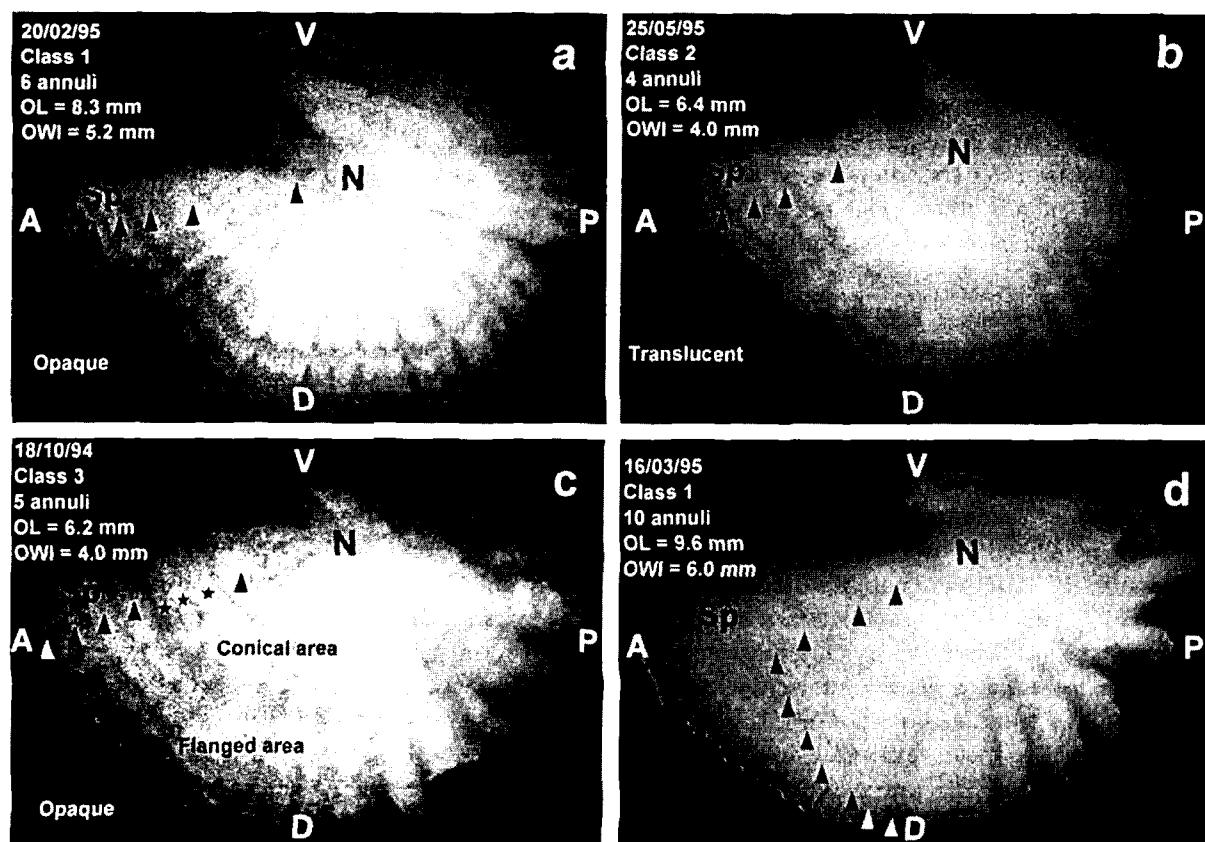 20/02/95
Class 1
6 annuli
OL = 8.3 mm
OWI = 5.2 mm
V
a
N
Sp
A
P
Opaque
D
25/05/95
Class 2
4 annuli
OL = 6.4 mm
OWI = 4.0 mm
V
b
N
Sp
A
P
Translucent
D
18/10/94
Class 3
5 annuli
OL = 6.2 mm
OWI = 4.0 mm
V
c
N
A
P
Conical area
Flanged area
Opaque
D
16/03/95
Class 1
10 annuli
OL = 9.6 mm
OWI = 6.0 mm
V
d
N
Sp
A
P
D